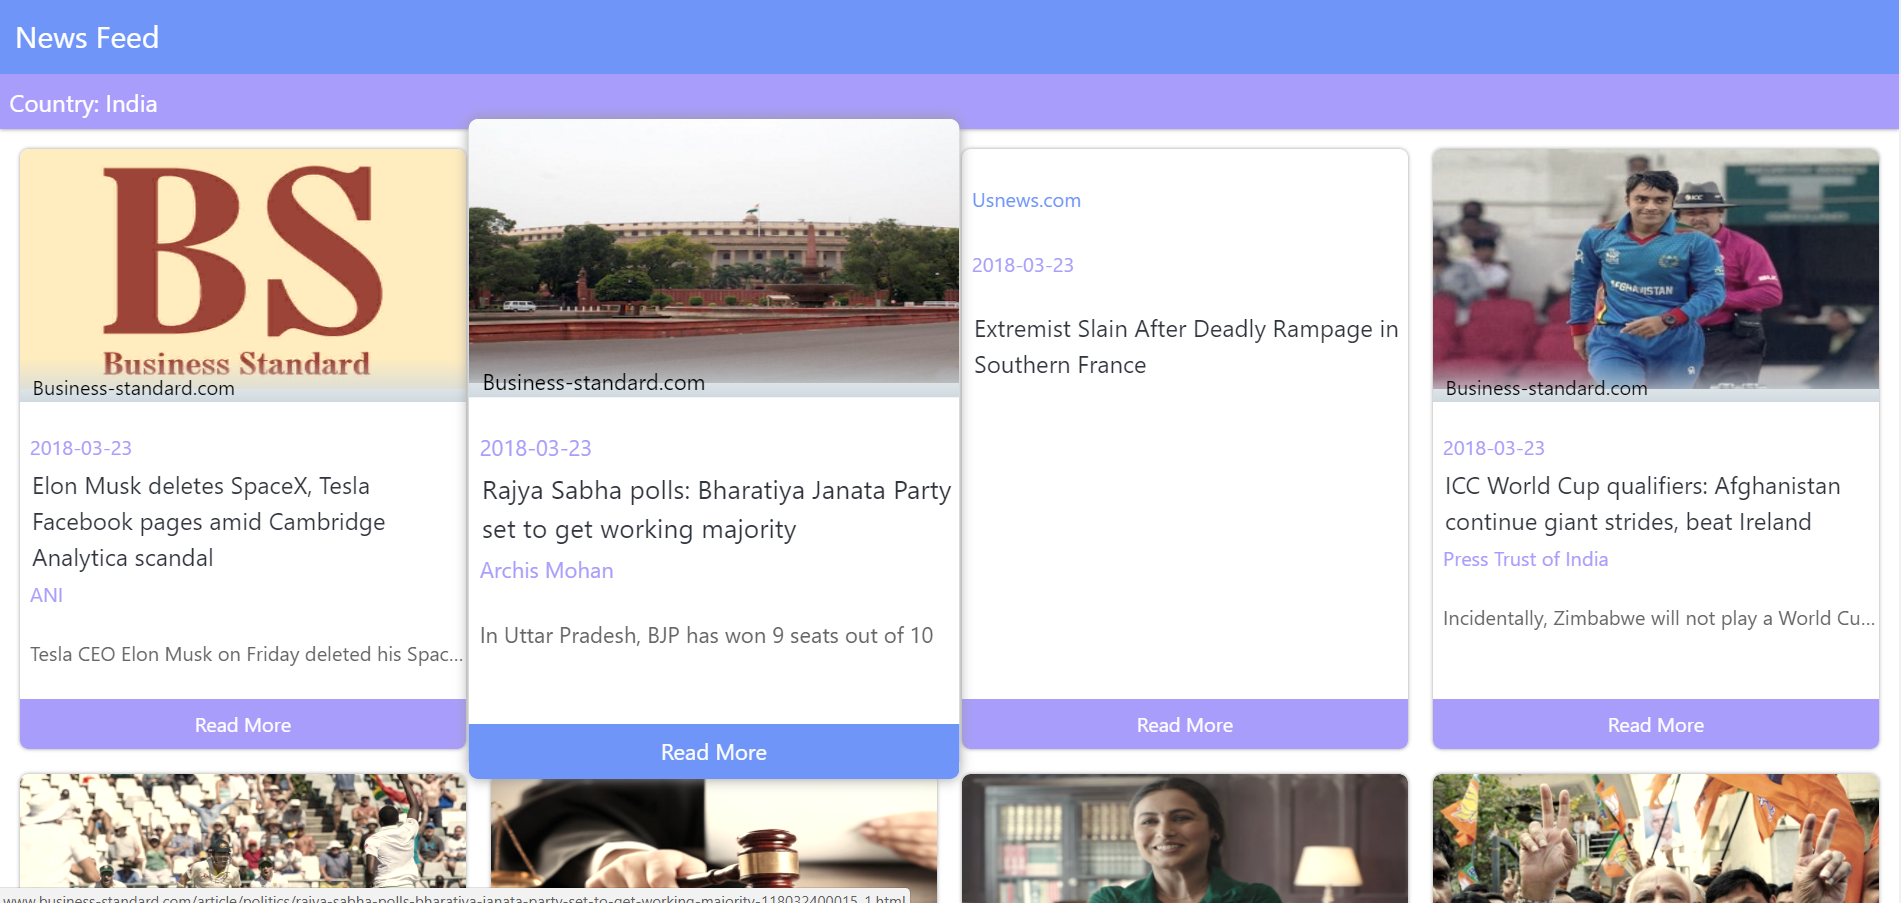 News Feed
Country: India
BS
Business Standard
Business-standard.com
2018-03-23
Elon Musk deletes SpaceX, Tesla
Facebook pages amid Cambridge
Analytica scandal
ANI
Tesla CEO Elon Musk on Friday deleted his Spac...
Read More
Business-standard.com
2018-03-23
Rajya Sabha polls: Bharatiya Janata Party
set to get working majority
Archis Mohan
In Uttar Pradesh, BJP has won 9 seats out of 10
Read More
Usnews.com
2018-03-23
Extremist Slain After Deadly Rampage in
Southern France
Read More
AFGHANISTAN
Business-standard.com
2018-03-23
ICC World Cup qualifiers: Afghanistan
continue giant strides, beat Ireland
Press Trust of India
Incidentally, Zimbabwe will not play a World Cu...
Read More
www.business-standard.com/article/politics/rajya-sabha-polls-bharatiya-janata-party-set-to-get-working-majority-118032400015_1.html